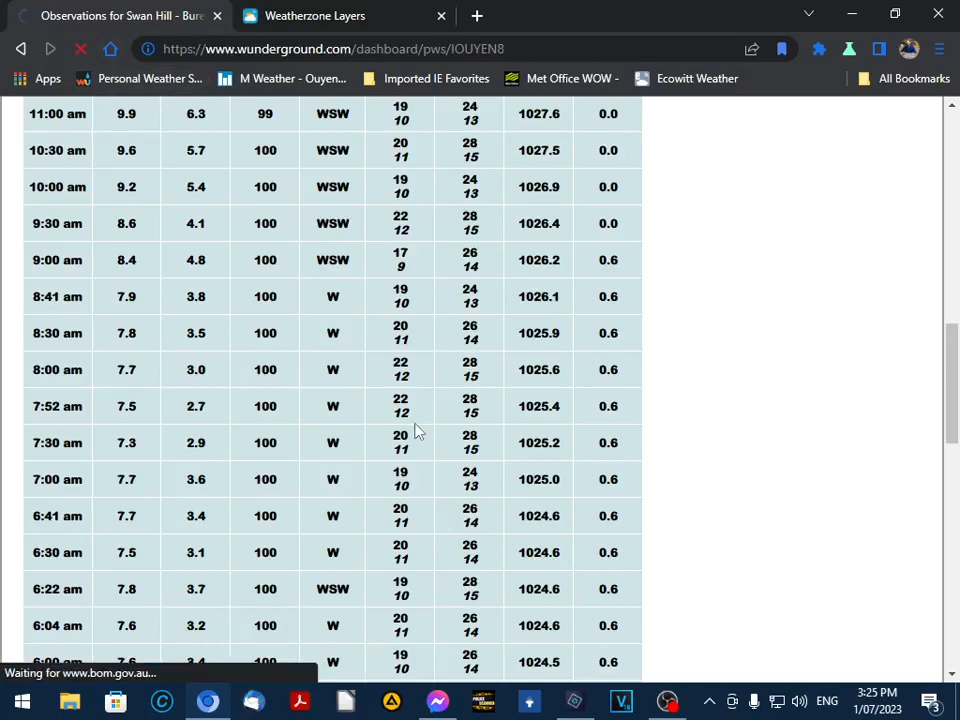 Observations for Swan Hill - Bure
Weatherzone Layers
https://www.wunderground.com/dashboard/pws/IOUYEN8
Apps
Personal Weather S...
M Weather - Ouyen...
Imported IE Favorites
Met Office WOW -
Ecowitt Weather
All Bookmarks
11:00 am 9.9 6.3 99 WSW 19 24 1027.6 0.0
10 13
10:30 am 9.6 5.7 100 WSW 20 28 1027.5 0.0
11 15
10:00 am 9.2 5.4 100 WSW 19 24 1026.9 0.0
10 13
9:30 am 8.6 4.1 100 WSW 22 28 1026.4 0.0
12 15
9:00 am 8.4 4.8 100 WSW 17 26 1026.2 0.6
9 14
8:41 am 7.9 3.8 100 W 19 24 1026.1 0.6
10 13
8:30 am 7.8 3.5 100 W 20 26 1025.9 0.6
11 14
8:00 am 7.7 3.0 100 W 22 28 1025.6 0.6
12 15
7:52 am 7.5 2.7 100 W 22 28 1025.4 0.6
12 15
7:30 am 7.3 2.9 100 W 20 28 1025.2 0.6
11 15
7:00 am 7.7 3.6 100 W 19 24 1025.0 0.6
10 13
6:41 am 7.7 3.4 100 W 20 26 1024.6 0.6
11 14
6:30 am 7.5 3.1 100 W 20 26 1024.6 0.6
11 14
6:22 am 7.8 3.7 100 WSW 19 28 1024.6 0.6
10 15
6:04 am 7.6 3.2 100 W 20 26 1024.6 0.6
11 14
6:00 am 7.6 3.4 100 W 19 26 1024.5 0.6
10 14
Waiting for www.bom.gov.au...
ENG
3:25 PM
1/07/2023
3